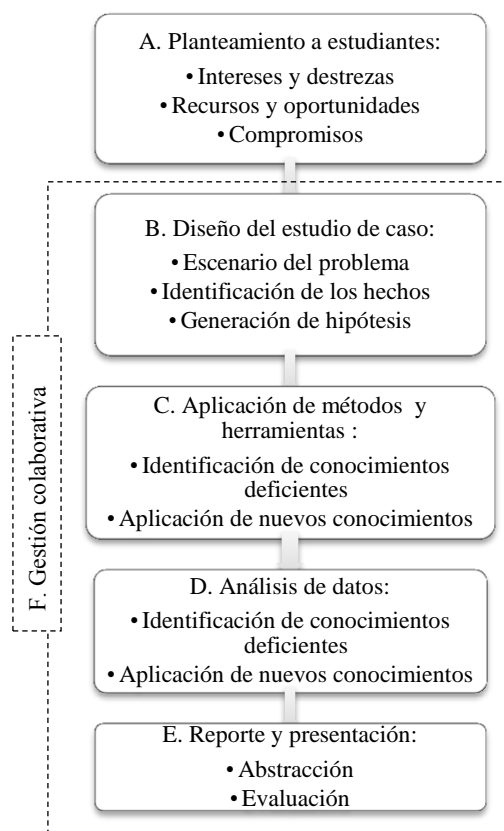 A. Planteamiento a estudiantes:
• Intereses y destrezas
• Recursos y oportunidades
• Compromisos
B. Diseño del estudio de caso:
• Escenario del problema
• Identificación de los hechos
• Generación de hipótesis
C. Aplicación de métodos y
herramientas :
• Identificación de conocimientos
deficientes
• Aplicación de nuevos conocimientos
D. Análisis de datos:
• Identificación de conocimientos
deficientes
• Aplicación de nuevos conocimientos
E. Reporte y presentación:
• Abstracción
• Evaluación
F. Gestión colaborativa